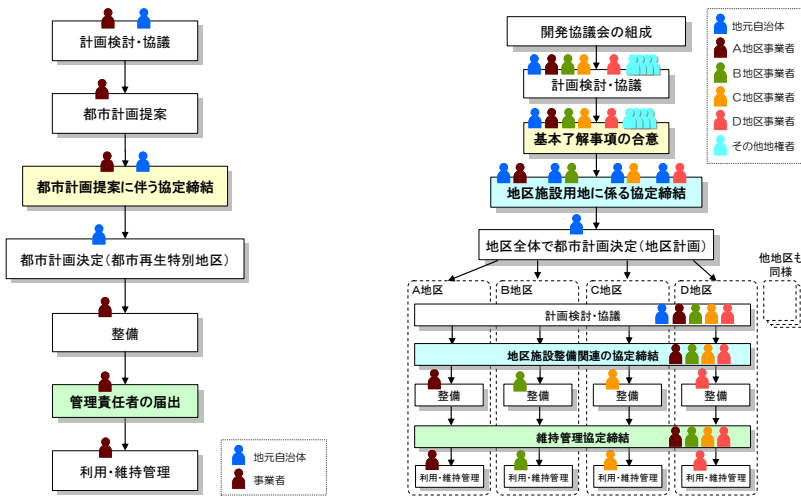 計画検討・協議
都市計画提案
都市計画提案に伴う協定締結
都市計画決定(都市再生特別地区)
整備
管理責任者の届出
利用・維持管理
地元自治体
事業者
開発協議会の組成
計画検討・協議
基本了解事項の合意
地区施設用地に係る協定締結
地区全体で都市計画決定(地区計画)
A地区
B地区
C地区
D地区
他地区も
同様
計画検討・協議
地区施設整備関連の協定締結
整備
整備
整備
整備
維持管理協定締結
利用・維持管理
利用・維持管理
利用・維持管理
利用・維持管理
地元自治体
A地区事業者
B地区事業者
C地区事業者
D地区事業者
その他地権者